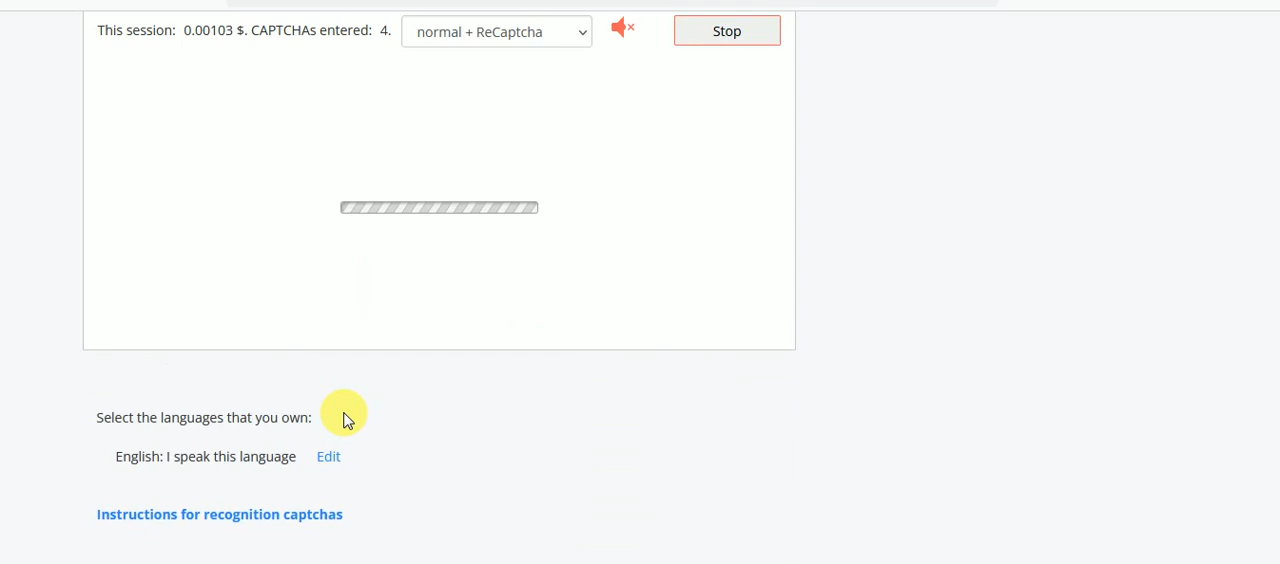 This session: 0.00103 $. CAPTCHAs entered: 4. normal + ReCaptcha Stop
Select the languages that you own:
English: I speak this language Edit
Instructions for recognition captchas